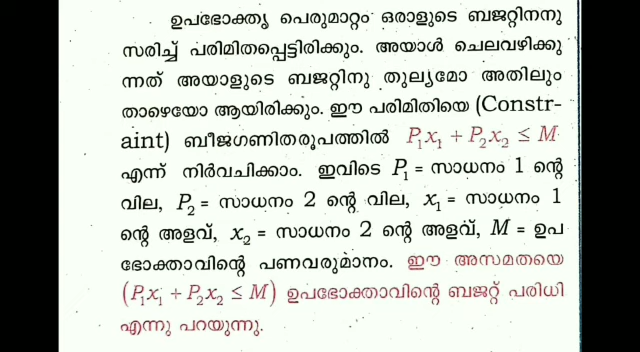 ഉപഭോക്തൃ പെരുമാറ്റം ഒരാളുടെ ബജറ്റിനനു
സരിച്ച് പരിമിതപ്പെട്ടിരിക്കും. അയാൾ ചെലവഴിക്കു
ന്നത് അയാളുടെ ബജറ്റിനു തുല്യമോ അതിലും
താഴെയോ ആയിരിക്കും. ഈ പരിമിതിയെ (Constr-
aint) ബീജഗണിതരൂപത്തിൽ P₁x₁ + P₂x₂ ≤ M
എന്ന് നിർവചിക്കാം. ഇവിടെ P₁ = സാധനം 1 ന്റെ
വില, P₂ = സാധനം 2 ന്റെ വില, x₁ = സാധനം 1
ന്റെ അളവ്, x₂ = സാധനം 2 ന്റെ അളവ്, M = ഉപ
ഭോക്താവിന്റെ പണവരുമാനം. ഈ അസമതയെ
(P₁x₁ + P₂x₂ ≤ M) ഉപഭോക്താവിന്റെ ബജറ്റ് പരിധി
എന്നു പറയുന്നു.